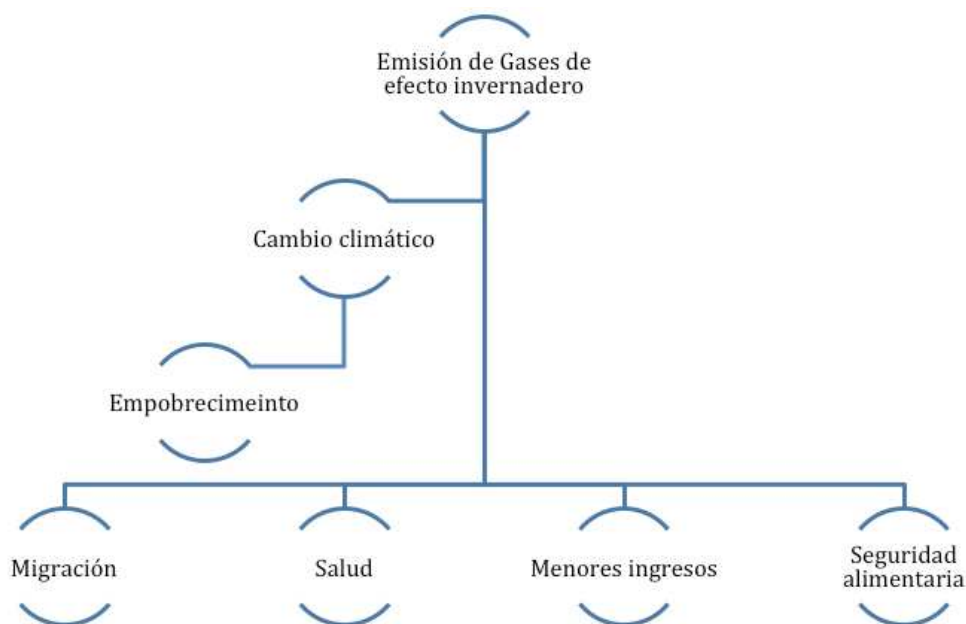 Emisión de Gases de
efecto invernadero
Cambio climático
Empobrecimeinto
Migración
Salud
Menores ingresos
Seguridad
alimentaria